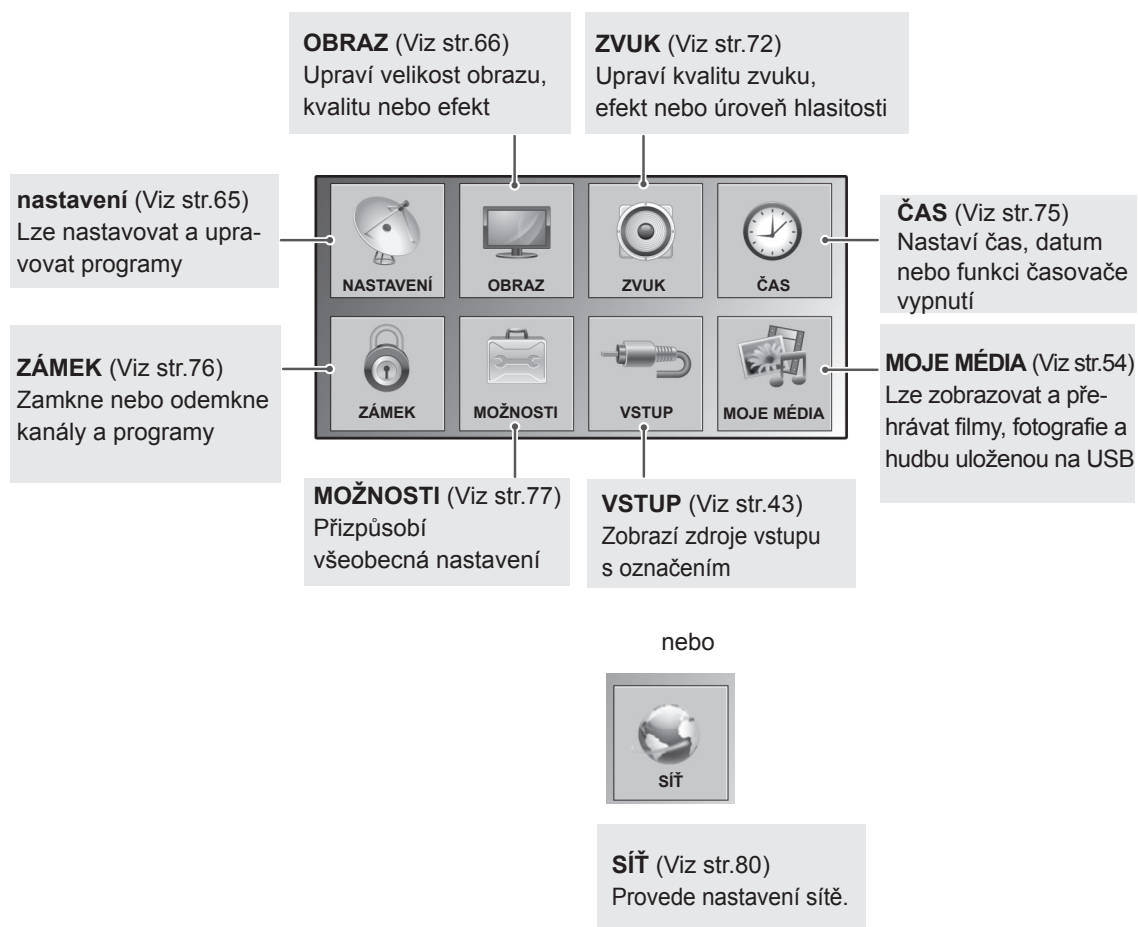 OBRAZ (Viz str.66)
Upraví velikost obrazu,
kvalitu nebo efekt
ZVUK (Viz str.72)
Upraví kvalitu zvuku,
efekt nebo úroveň hlasitosti
nastavení (Viz str.65)
Lze nastavovat a upra-
vovat programy
ČAS (Viz str.75)
Nastaví čas, datum
nebo funkci časovače
vypnutí
NASTAVENÍ
OBRAZ
ZVUK
ČAS
ZÁMEK (Viz str.76)
Zamkne nebo odemkne
kanály a programy
MOJE MÉDIA (Viz str.54)
Lze zobrazovat a pře-
hrávat filmy, fotografie a
hudbu uloženou na USB
ZÁMEK
MOŽNOSTI
VSTUP
MOJE MÉDIA
MOŽNOSTI (Viz str.77)
Přizpůsobí
všeobecná nastavení
VSTUP (Viz str.43)
Zobrazí zdroje vstupu
s označením
nebo
SÍŤ
SÍŤ (Viz str.80)
Provede nastavení sítě.